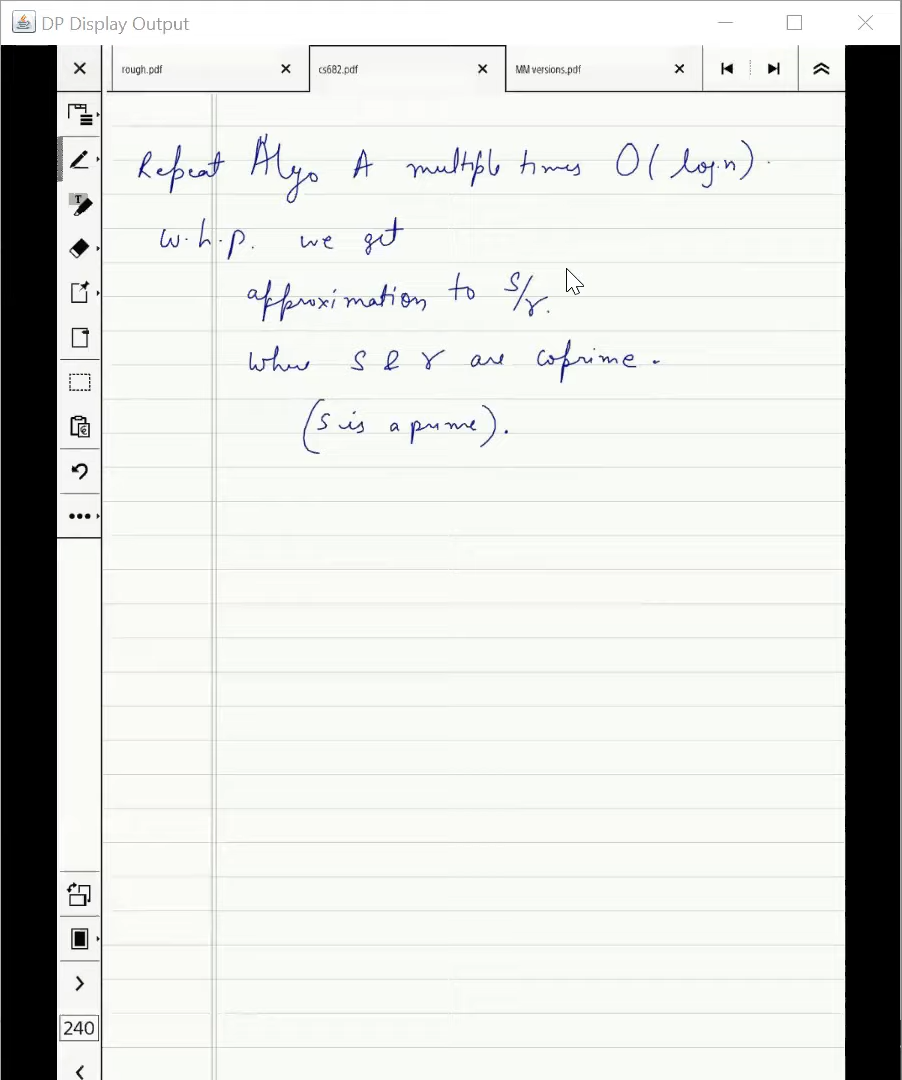 DP Display Output
rough.pdf
cs682.pdf
MM versions.pdf
Repeat Algo A multiple times O( log n).
w.h.p. we get
approximation to s/r.
Where s & r are coprime.
(s is a prime).
240